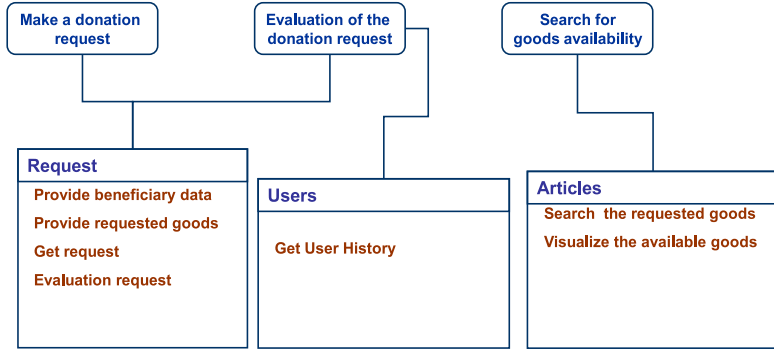 Make a donation
request
Evaluation of the
donation request
Search for
goods availability
Request
Provide beneficiary data
Provide requested goods
Get request
Evaluation request
Users
Get User History
Articles
Search  the requested goods
Visualize the available goods